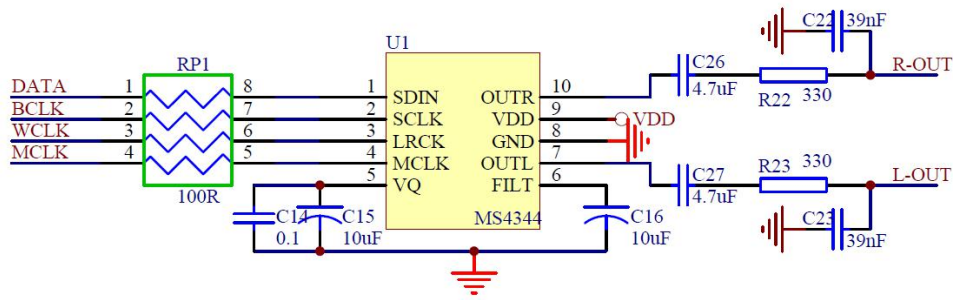 C22 39nF
U1
RP1 C26 R-OUT
DATA 1 8 1 SDIN OUTR 10 4.7uF R22 330
BCLK 2 7 2 SCLK VDD 9 VDD
WCLK 3 6 3 LRCK GND 8
MCLK 4 5 4 MCLK OUTL 7 R23 330
5 VQ FILT 6 C27 L-OUT
100R 4.7uF
C14 C15 MS4344 C16 C23
0.1 10uF 10uF 39nF